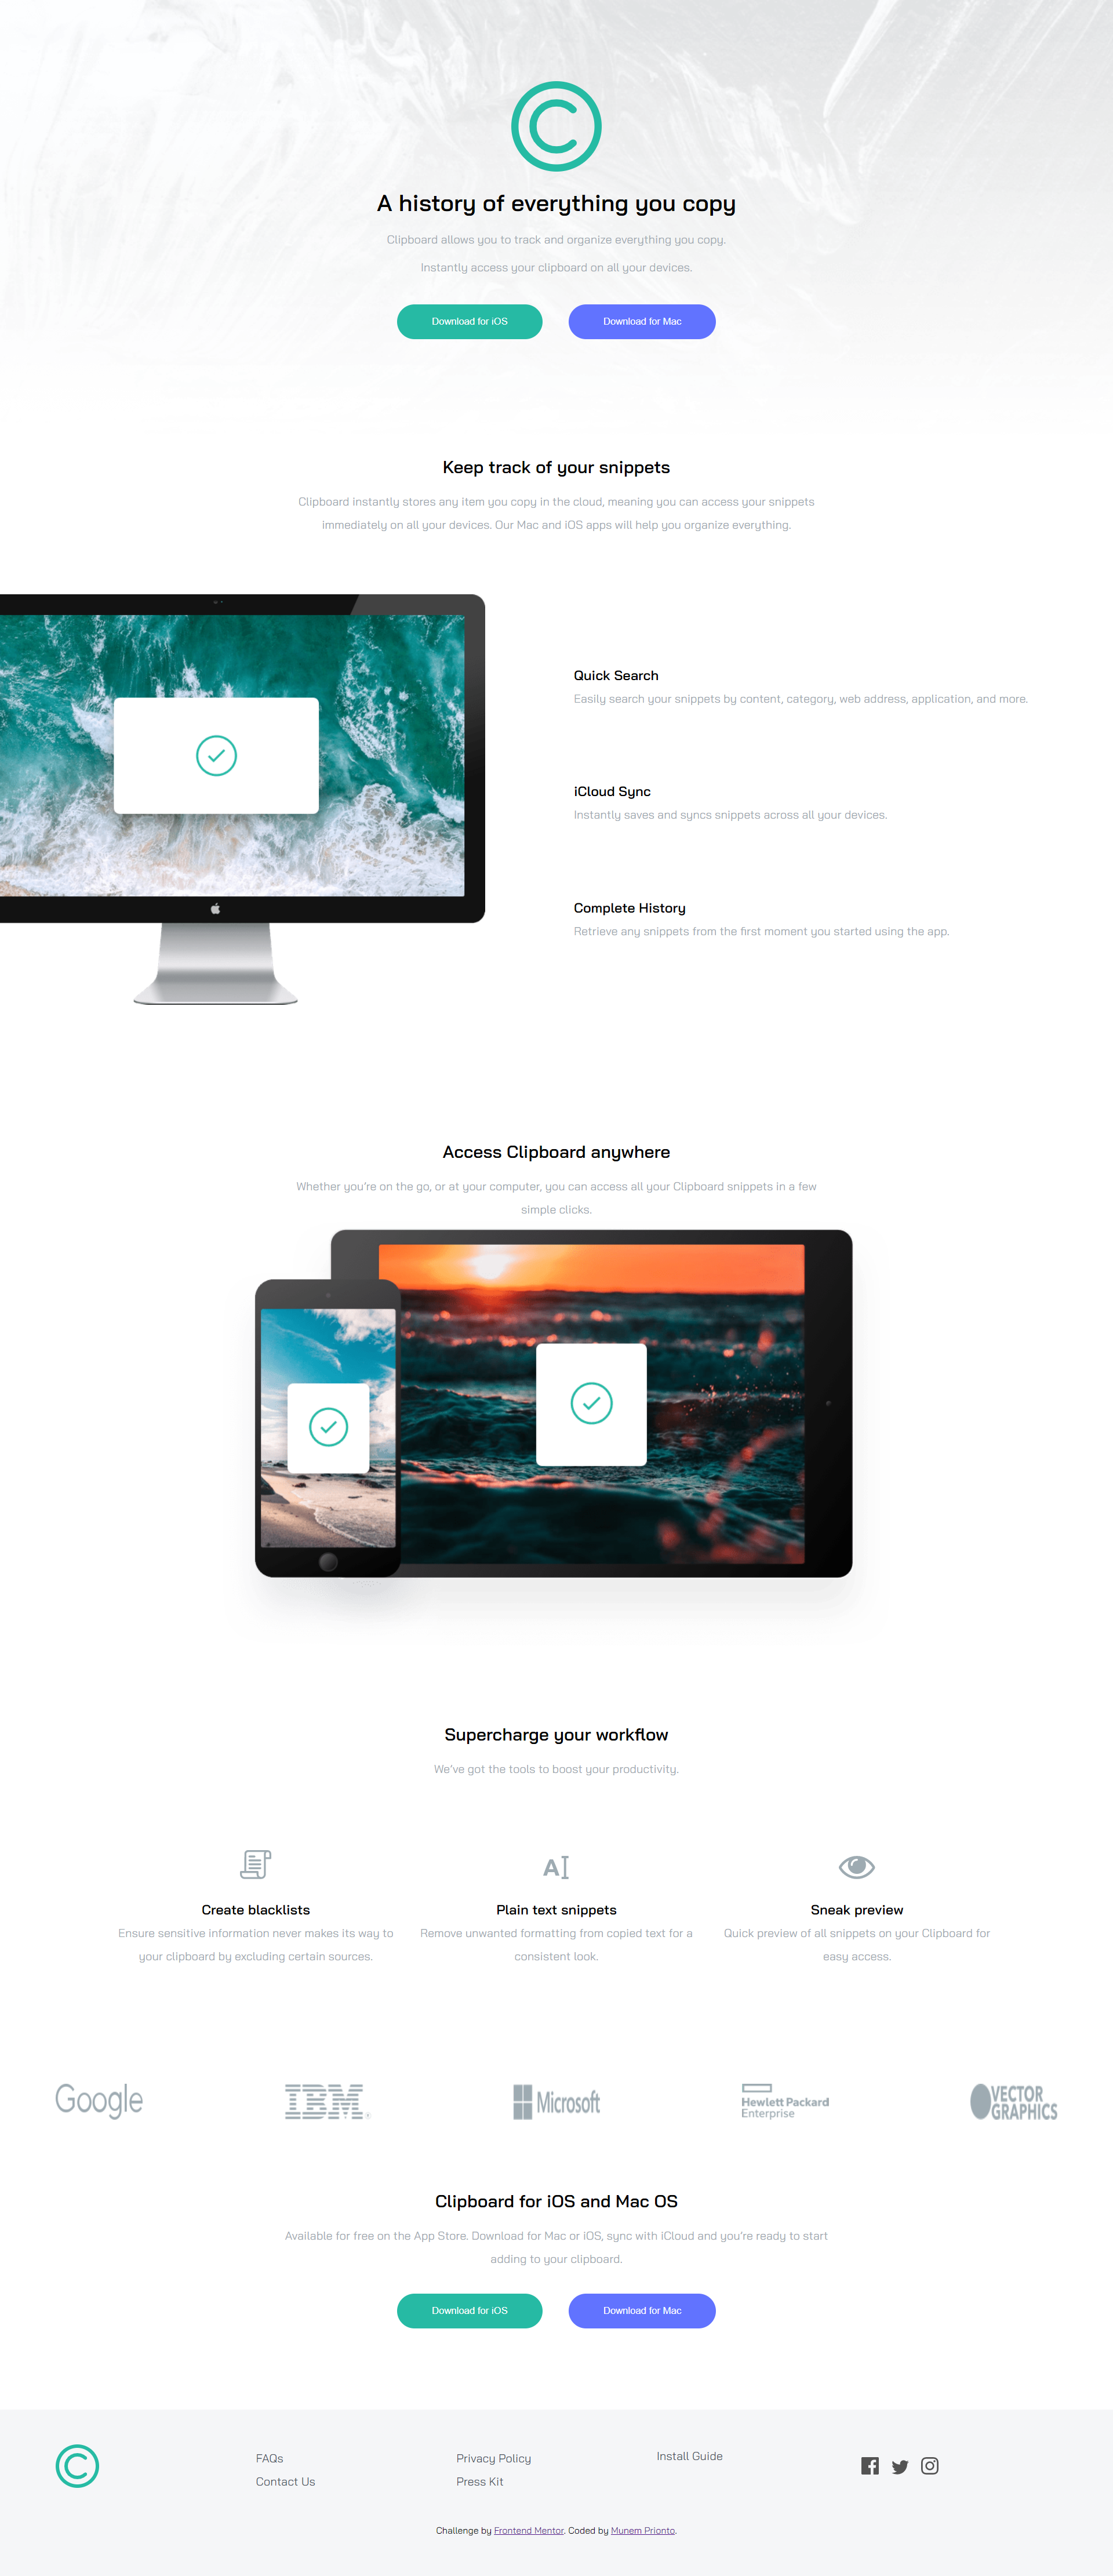 A history of everything you copy
Clipboard allows you to track and organize everything you copy.
Instantly access your clipboard on all your devices.
Download for iOS
Download for Mac
Keep track of your snippets
Clipboard instantly stores any item you copy in the cloud, meaning you can access your snippets
immediately on all your devices. Our Mac and iOS apps will help you organize everything.
Quick Search
Easily search your snippets by content, category, web address, application, and more.
iCloud Sync
Instantly saves and syncs snippets across all your devices.
Complete History
Retrieve any snippets from the first moment you started using the app.
Access Clipboard anywhere
Whether you’re on the go, or at your computer, you can access all your Clipboard snippets in a few
simple clicks.
Supercharge your workflow
We’ve got the tools to boost your productivity.
Create blacklists
Ensure sensitive information never makes its way to
your clipboard by excluding certain sources.
Plain text snippets
Remove unwanted formatting from copied text for a
consistent look.
Sneak preview
Quick preview of all snippets on your Clipboard for
easy access.
Google
IBM
Microsoft
Hewlett Packard
Enterprise
VECTOR
GRAPHICS
Clipboard for iOS and Mac OS
Available for free on the App Store. Download for Mac or iOS, sync with iCloud and you’re ready to start
adding to your clipboard.
Download for iOS
Download for Mac
FAQs
Contact Us
Privacy Policy
Press Kit
Install Guide
Challenge by Frontend Mentor. Coded by Munem Prionto.